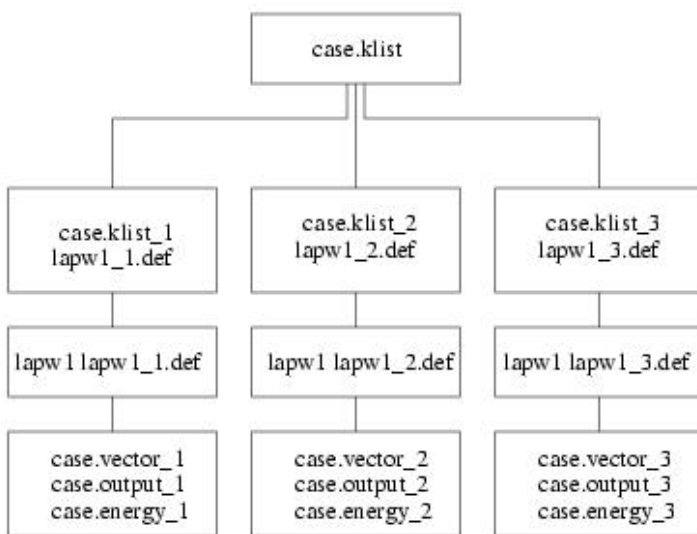 case.klist
case.klist_1
lapw1_1.def
case.klist_2
lapw1_2.def
case.klist_3
lapw1_3.def
lapw1 lapw1_1.def
lapw1 lapw1_2.def
lapw1 lapw1_3.def
case.vector_1
case.output_1
case.energy_1
case.vector_2
case.output_2
case.energy_2
case.vector_3
case.output_3
case.energy_3